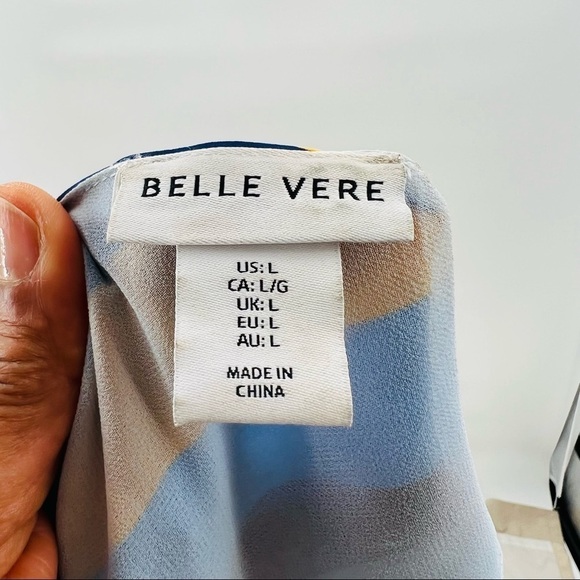 BELLE VERE
US: L
CA: L/G
UK: L
EU: L
AU: L
MADE IN
CHINA